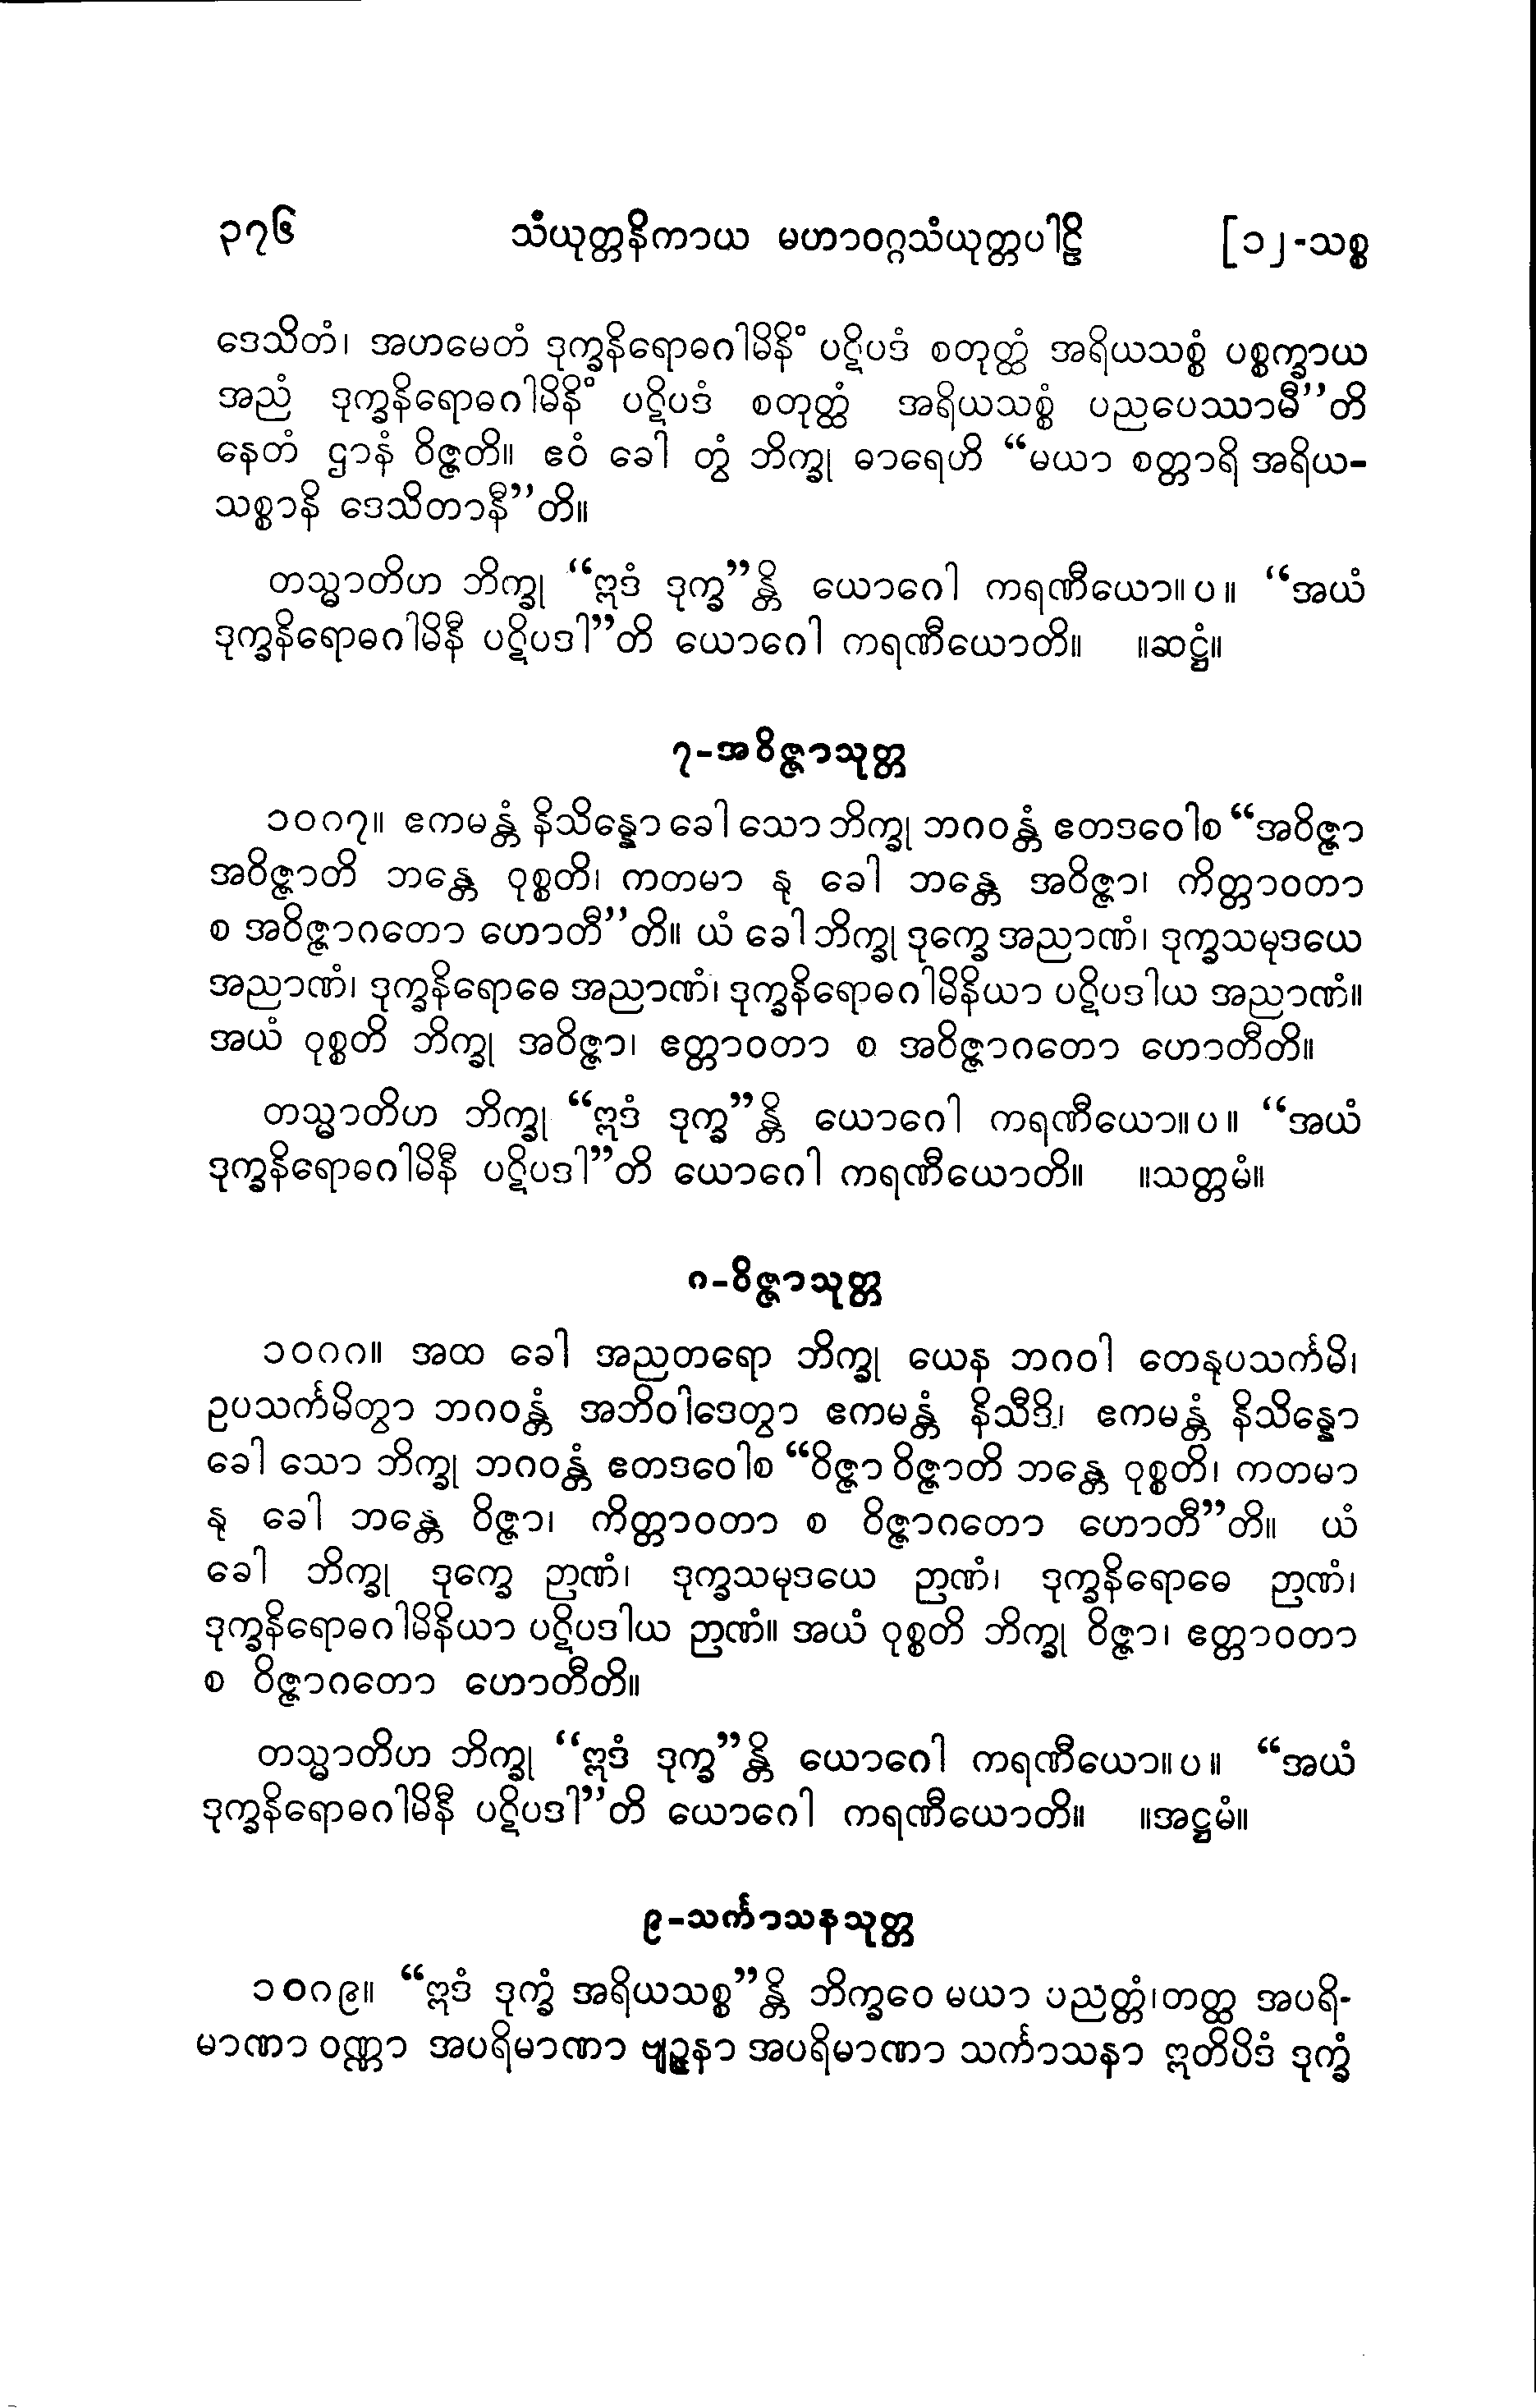 ၃၇၆ သံယုတ္တနိကာယ မဟာဝဂ္ဂသံယုတ္တပါဠိ [၁၂-သစ္စ
ဒေသိတံ၊ အဟမေတံ ဒုက္ခနိရောဓဂါမိနိံ ပဋိပဒံ စတုတ္ထံ အရိယသစ္စံ ပစ္စက္ခာယ
အညံ ဒုက္ခနိရောဓဂါမိနိံ ပဋိပဒံ စတုတ္ထံ အရိယသစ္စံ ပညပေဿာမီ”တိ
နေတံ ဌာနံ ဝိဇ္ဇတိ။ ဧဝံ ခေါ တွံ ဘိက္ခု ဓာရေဟိ “မယာ စတ္တာရိ အရိယ-
သစ္စာနိ ဒေသိတာနီ”တိ။
တသ္မာတိဟ ဘိက္ခု “ဣဒံ ဒုက္ခ”န္တိ ယောဂေါ ကရဏီယော။ပ။ “အယံ
ဒုက္ခနိရောဓဂါမိနီ ပဋိပဒါ”တိ ယောဂေါ ကရဏီယောတိ။ ။ဆဋ္ဌံ။
၇-အဝိဇ္ဇာသုတ္တ
၁၀၈၇။ ဧကမန္တံ နိသိန္နော ခေါ သော ဘိက္ခု ဘဂဝန္တံ ဧတဒဝေါစ “အဝိဇ္ဇာ
အဝိဇ္ဇာတိ ဘန္တေ ဝုစ္စတိ၊ ကတမာ နု ခေါ ဘန္တေ အဝိဇ္ဇာ၊ ကိတ္တာဝတာ
စ အဝိဇ္ဇာဂတော ဟောတီ”တိ။ ယံ ခေါ ဘိက္ခု ဒုက္ခေ အညာဏံ၊ ဒုက္ခသမုဒယေ
အညာဏံ၊ ဒုက္ခနိရောဓေ အညာဏံ၊ ဒုက္ခနိရောဓဂါမိနိယာ ပဋိပဒါယ အညာဏံ။
အယံ ဝုစ္စတိ ဘိက္ခု အဝိဇ္ဇာ၊ ဧတ္တာဝတာ စ အဝိဇ္ဇာဂတော ဟောတီတိ။
တသ္မာတိဟ ဘိက္ခု “ဣဒံ ဒုက္ခ”န္တိ ယောဂေါ ကရဏီယော။ပ။ “အယံ
ဒုက္ခနိရောဓဂါမိနီ ပဋိပဒါ”တိ ယောဂေါ ကရဏီယောတိ။ ။သတ္တမံ။
၈-ဝိဇ္ဇာသုတ္တ
၁၀၈၈။ အထ ခေါ အညတရော ဘိက္ခု ယေန ဘဂဝါ တေနုပသင်္ကမိ၊
ဥပသင်္ကမိတွာ ဘဂဝန္တံ အဘိဝါဒေတွာ ဧကမန္တံ နိသီဒိ၊ ဧကမန္တံ နိသိန္နော
ခေါ သော ဘိက္ခု ဘဂဝန္တံ ဧတဒဝေါစ “ဝိဇ္ဇာ ဝိဇ္ဇာတိ ဘန္တေ ဝုစ္စတိ၊ ကတမာ
နု ခေါ ဘန္တေ ဝိဇ္ဇာ၊ ကိတ္တာဝတာ စ ဝိဇ္ဇာဂတော ဟောတီ”တိ။ ယံ
ခေါ ဘိက္ခု ဒုက္ခေ ဉာဏံ၊ ဒုက္ခသမုဒယေ ဉာဏံ၊ ဒုက္ခနိရောဓေ ဉာဏံ၊
ဒုက္ခနိရောဓဂါမိနိယာ ပဋိပဒါယ ဉာဏံ။ အယံ ဝုစ္စတိ ဘိက္ခု ဝိဇ္ဇာ၊ ဧတ္တာဝတာ
စ ဝိဇ္ဇာဂတော ဟောတီတိ။
တသ္မာတိဟ ဘိက္ခု “ဣဒံ ဒုက္ခ”န္တိ ယောဂေါ ကရဏီယော။ပ။ “အယံ
ဒုက္ခနိရောဓဂါမိနီ ပဋိပဒါ”တိ ယောဂေါ ကရဏီယောတိ။ ။အဋ္ဌမံ။
၉-သင်္ကာသနသုတ္တ
၁၀၈၉။ “ဣဒံ ဒုက္ခံ အရိယသစ္စ”န္တိ ဘိက္ခဝေ မယာ ပညတ္တံ၊တတ္ထ အပရိ-
မာဏာ ဝဏ္ဏာ အပရိမာဏာ ဗျဉ္ဇနာ အပရိမာဏာ သင်္ကာသနာ ဣတိပိဒံ ဒုက္ခံ